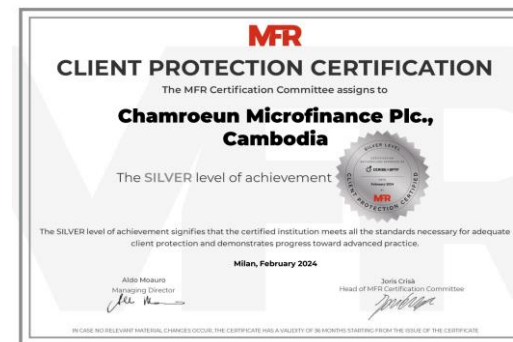 MFR
CLIENT PROTECTION CERTIFICATION
The MFR Certification Committee assigns to
Chamroeun Microfinance Plc.,
Cambodia
The SILVER level of achievement
SILVER LEVEL
February 2024
MFR
CLIENT PROTECTION CERTIFIED
The SILVER level of achievement signifies that the certified institution meets all the standards necessary for adequate
client protection and demonstrates progress toward advanced practice.
Milan, February 2024
Aldo Moauro
Managing Director
Joris Crisà
Head of MFR Certification Committee
IN CASE NO RELEVANT MATERIAL CHANGES OCCUR, THE CERTIFICATE HAS A VALIDITY OF 36 MONTHS STARTING FROM THE ISSUE OF THE CERTIFICATE